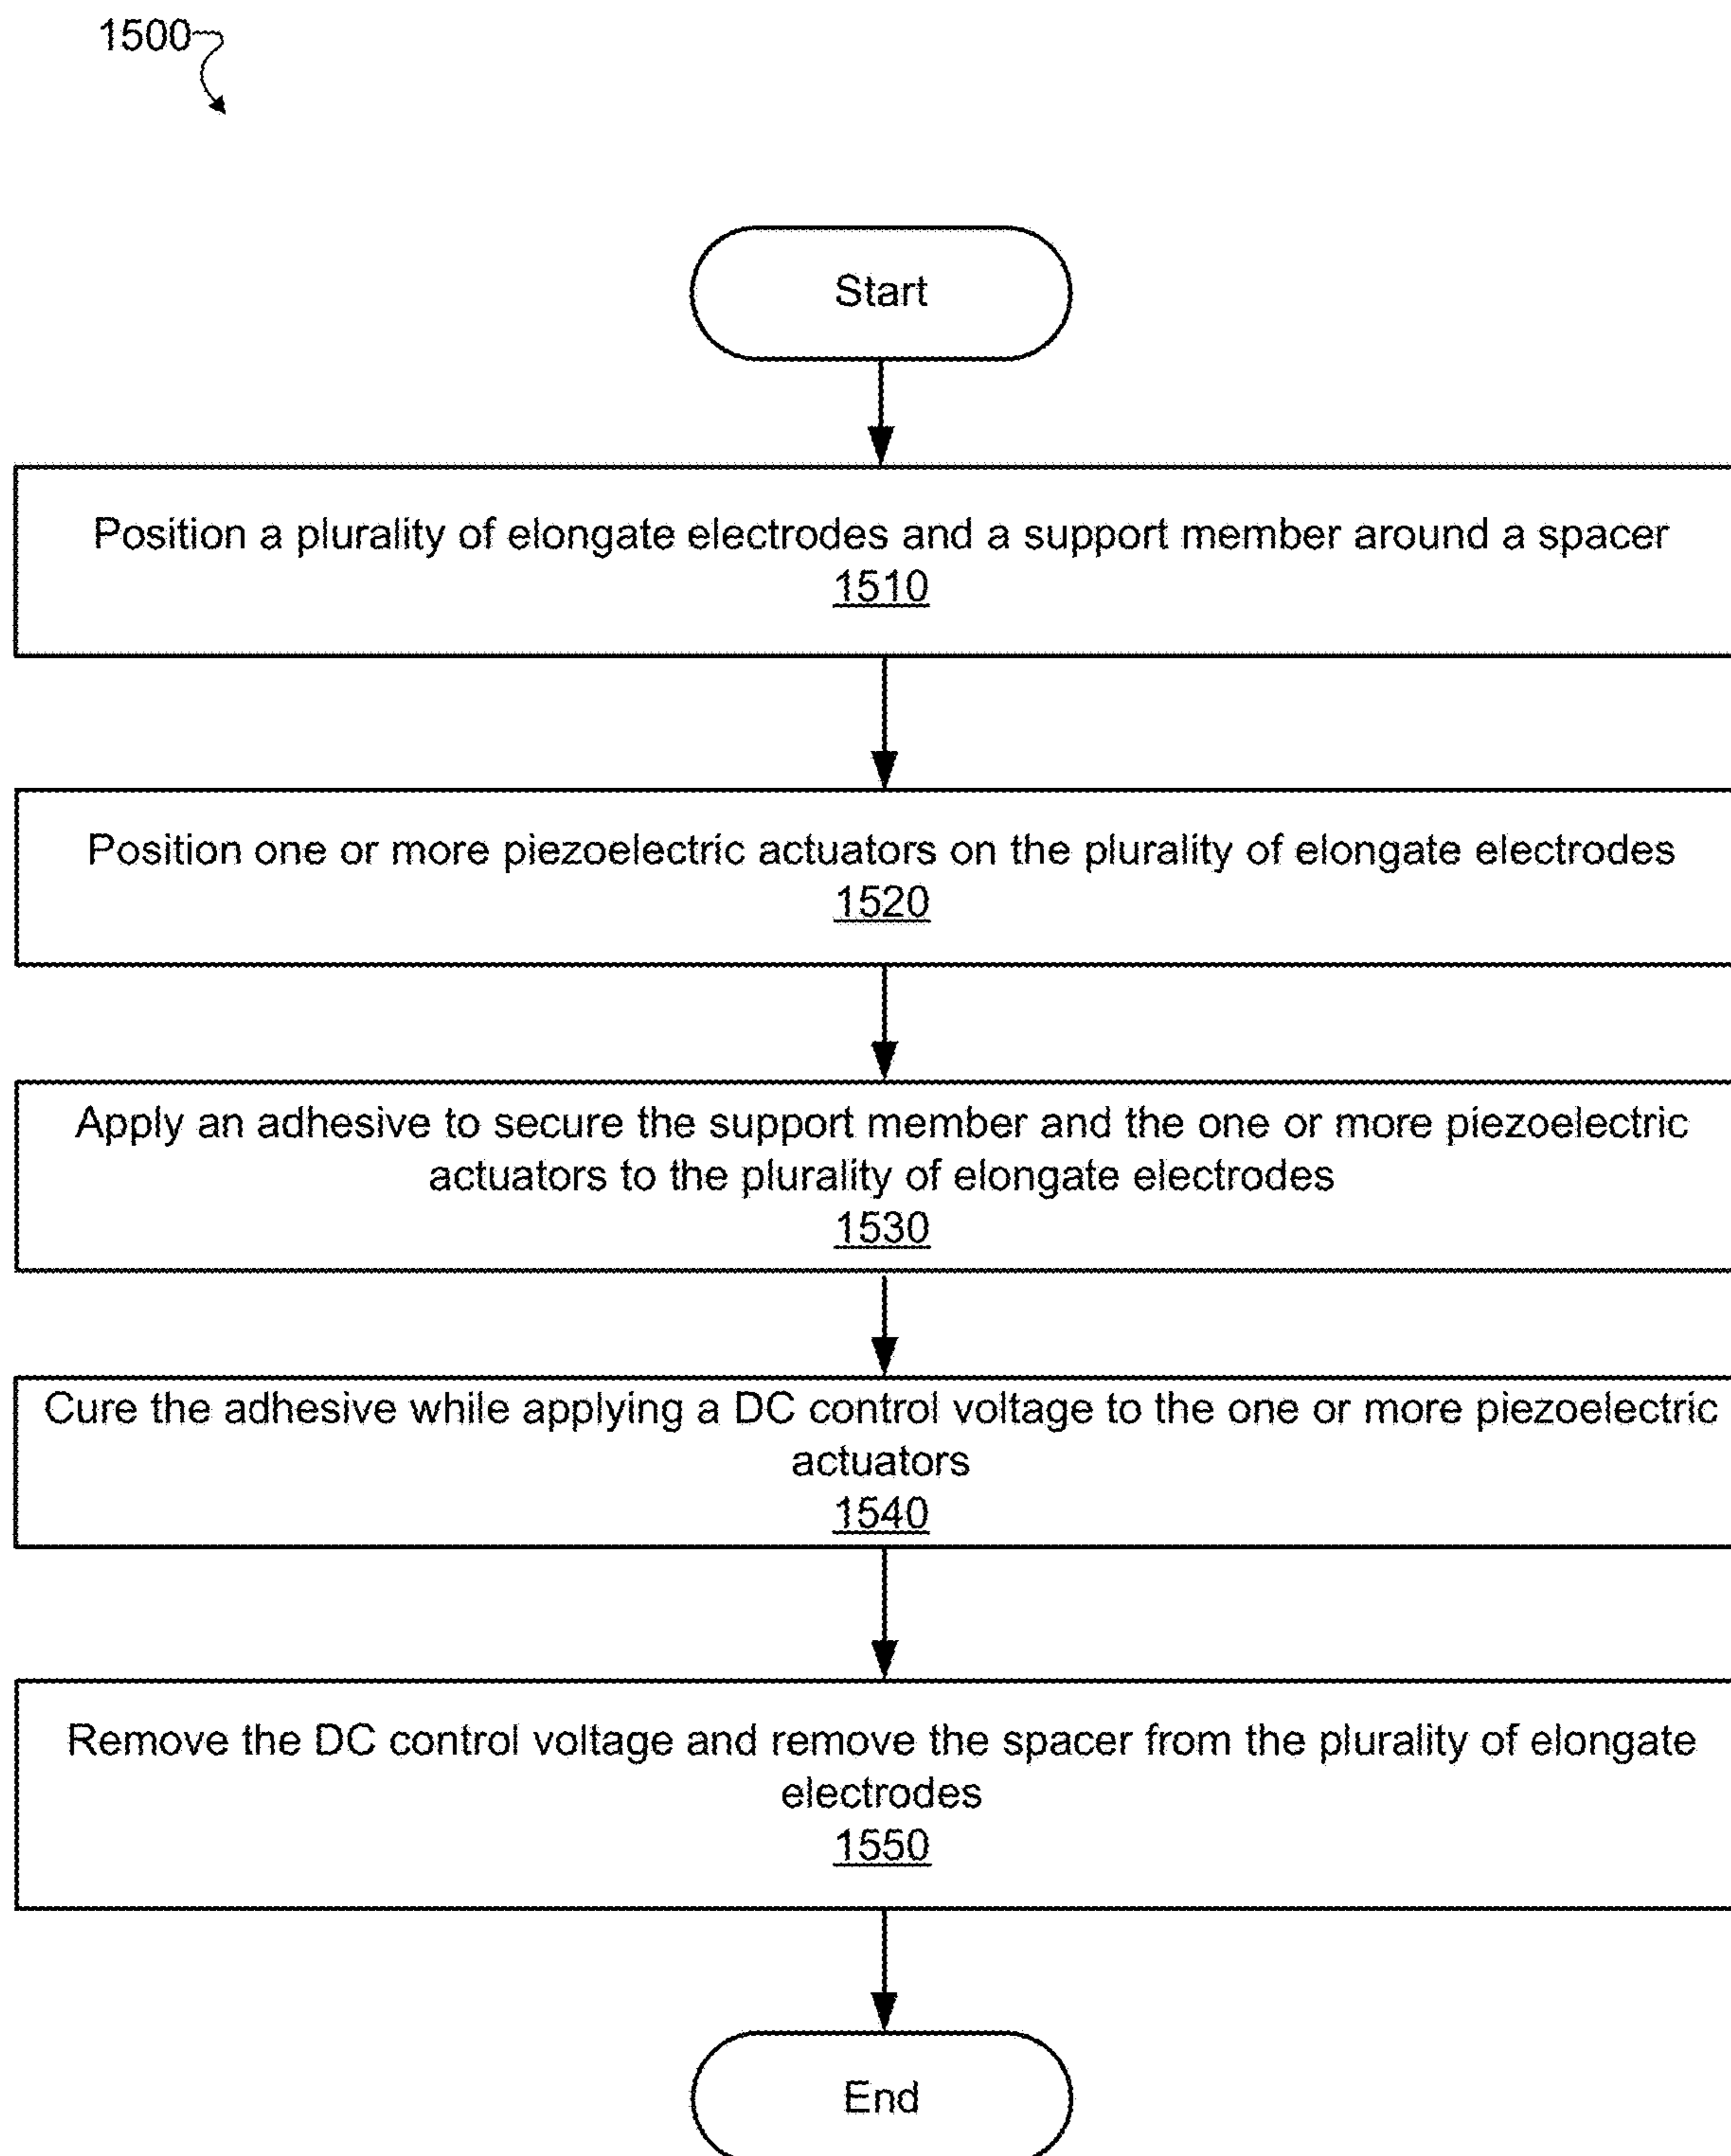 1500
Start
Position a plurality of elongate electrodes and a support member around a spacer
1510
Position one or more piezoelectric actuators on the plurality of elongate electrodes
1520
Apply an adhesive to secure the support member and the one or more piezoelectric
actuators to the plurality of elongate electrodes
1530
Cure the adhesive while applying a DC control voltage to the one or more piezoelectric
actuators
1540
Remove the DC control voltage and remove the spacer from the plurality of elongate
electrodes
1550
End